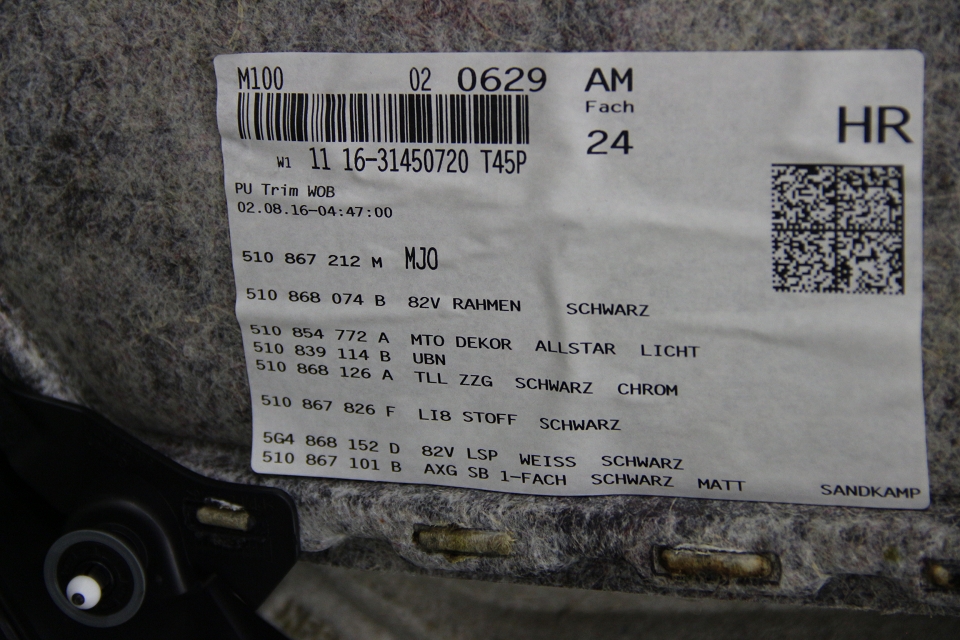 M100 02 0629 AM
Fach
24
HR
W1 11 16-31450720 T45P
PU Trim WOB
02.08.16-04:47:00
510 867 212 M MJO
510 868 074 B 82V RAHMEN SCHWARZ
510 854 772 A MTO DEKOR ALLSTAR LICHT
510 839 114 B UBN
510 868 126 A TLL ZZG SCHWARZ CHROM
510 867 826 F LI8 STOFF SCHWARZ
5G4 868 152 D 82V LSP WEISS SCHWARZ
510 867 101 B AXG SB 1-FACH SCHWARZ MATT
SANDKAMP